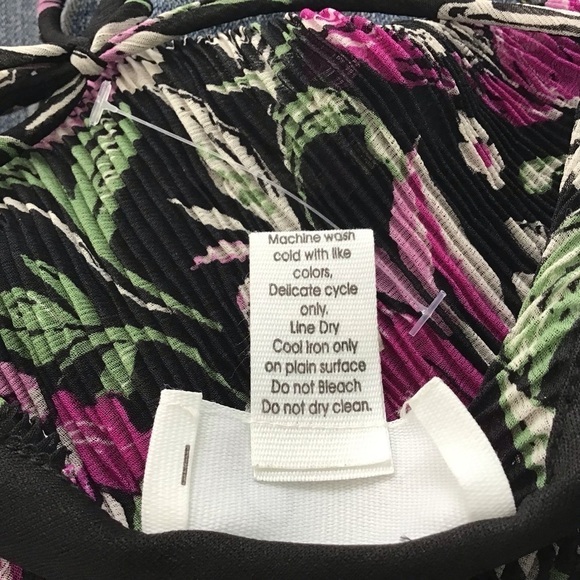 Machine wash
cold with like
colors,
Delicate cycle
only.
Line Dry
Cool Iron only
on plain surface
Do not Bleach
Do not dry clean.